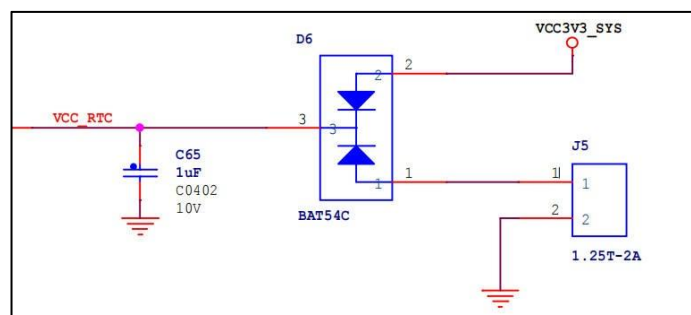 VCC3V3_SYS
D6
2
2
VCC_RTC
3
3
C65
1uF
C0402
10V
J5
1
1
1
1
2
2
BAT54C
1.25T-2A